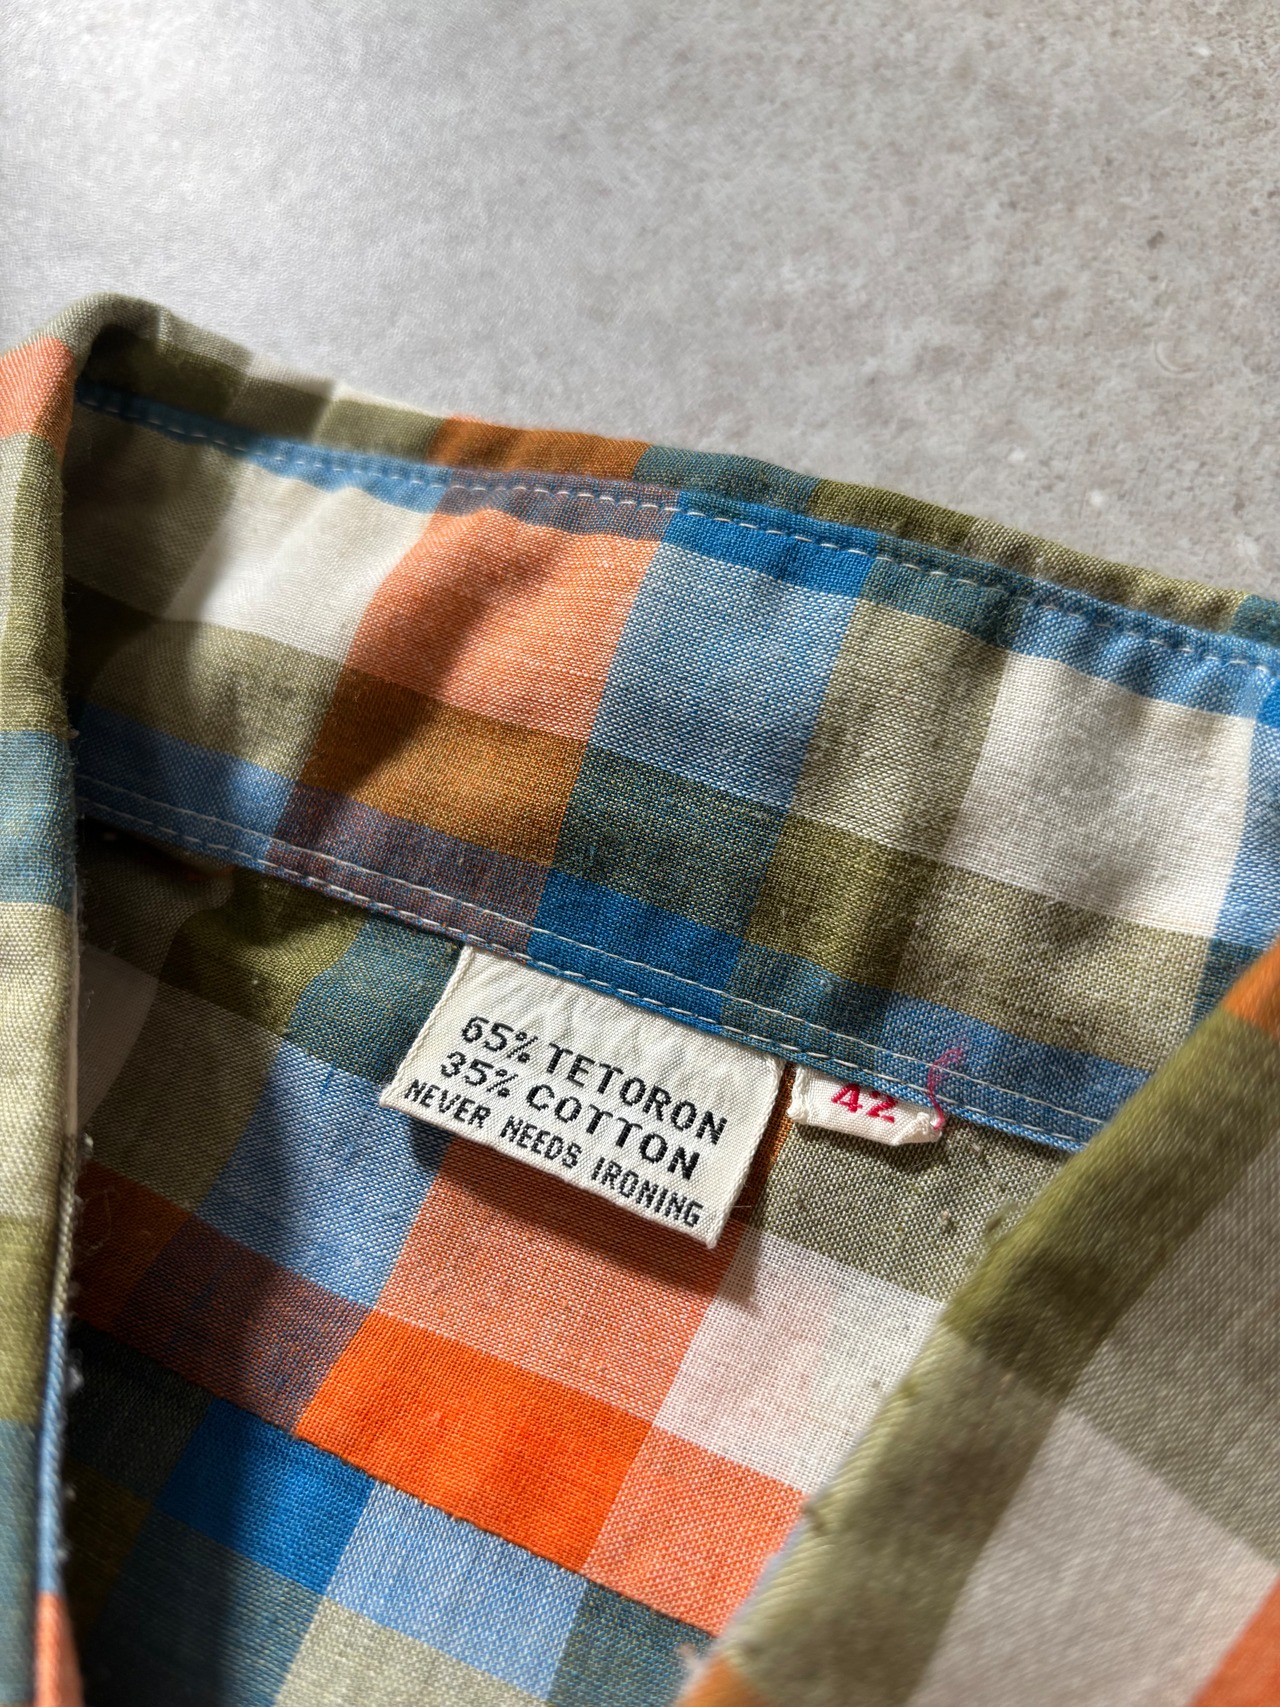 65% TETORON
35% COTTON
NEVER NEEDS IRONING
42